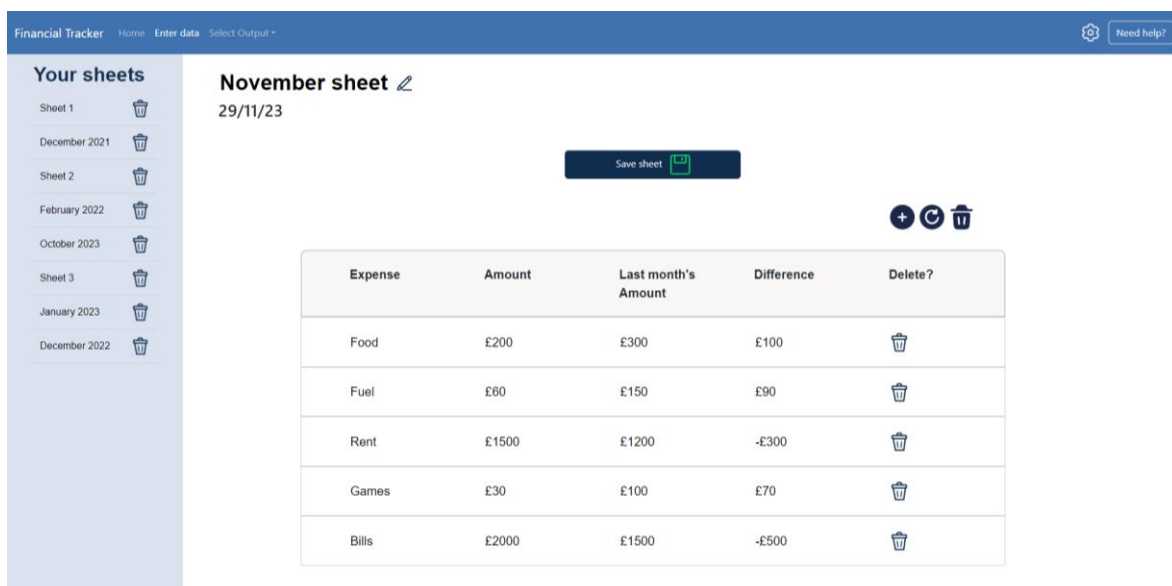 Financial Tracker Home Enter data Select Output
Need help?
Your sheets
Sheet 1
December 2021
Sheet 2
February 2022
October 2023
Sheet 3
January 2023
December 2022
November sheet
29/11/23
Save sheet
Expense Amount Last month's Difference Delete?
Amount
Food £200 £300 £100
Fuel £60 £150 £90
Rent £1500 £1200 -£300
Games £30 £100 £70
Bills £2000 £1500 -£500